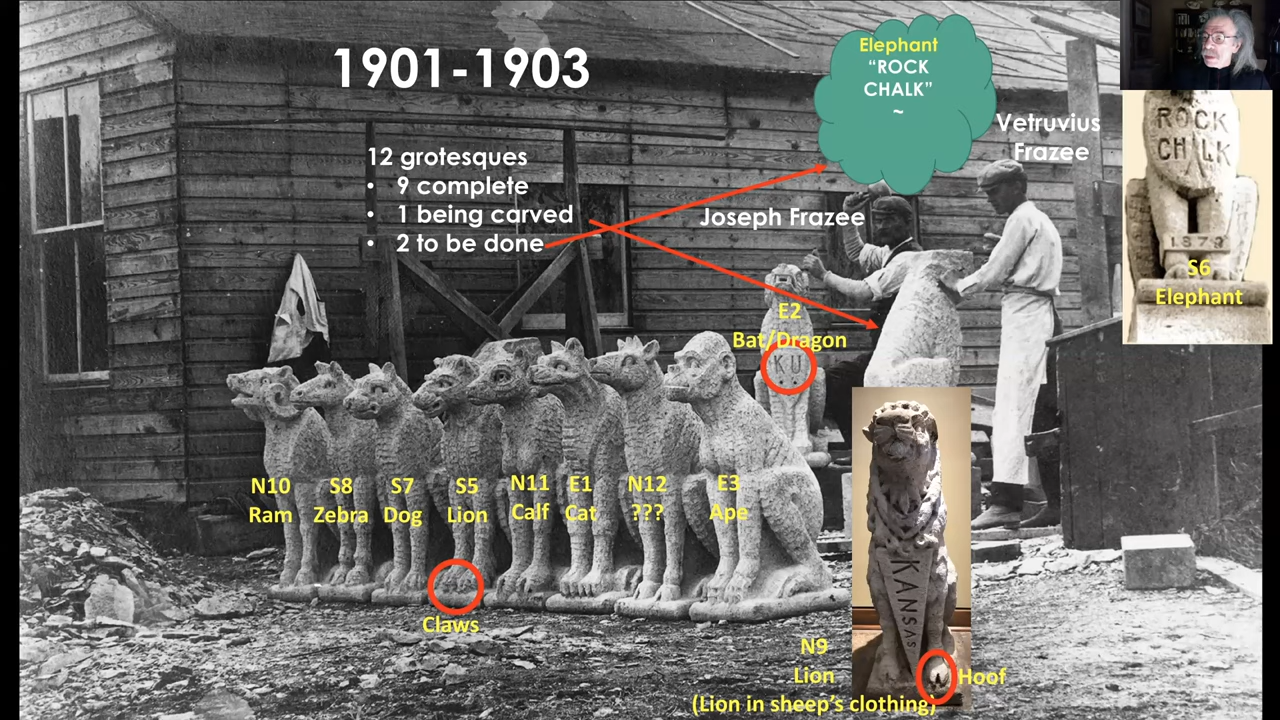 1901-1903
Elephant
“ROCK
CHALK”
~
Vetruvius
Frazee
12 grotesques
• 9 complete
• 1 being carved
• 2 to be done
Joseph Frazee
ROCK
CHALK
1873
S6
Elephant
E2
Bat/Dragon
KU
N10
Ram
S8
Zebra
S7
Dog
S5
Lion
N11
Calf
E1
Cat
N12
???
E3
Ape
Claws
KANSAS
N9
Lion
(Lion in sheep’s clothing)
Hoof